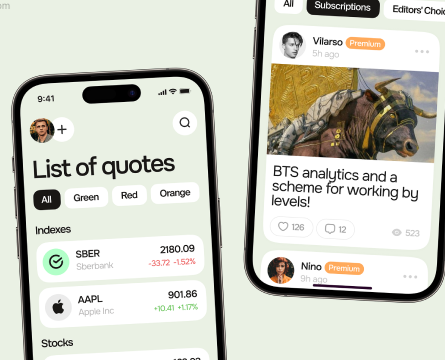 om
9:41
List of quotes
All Green Red Orange
Indexes
SBER 2180.09
Sberbank -33.72 -1.52%
AAPL 901.86
Apple Inc +10.41 +1.17%
Stocks
All Subscriptions Editors' Choic
Vilarso Premium
5h ago
BTS analytics and a
scheme for working by
levels!
126 12 523
Nino Premium
9h ago